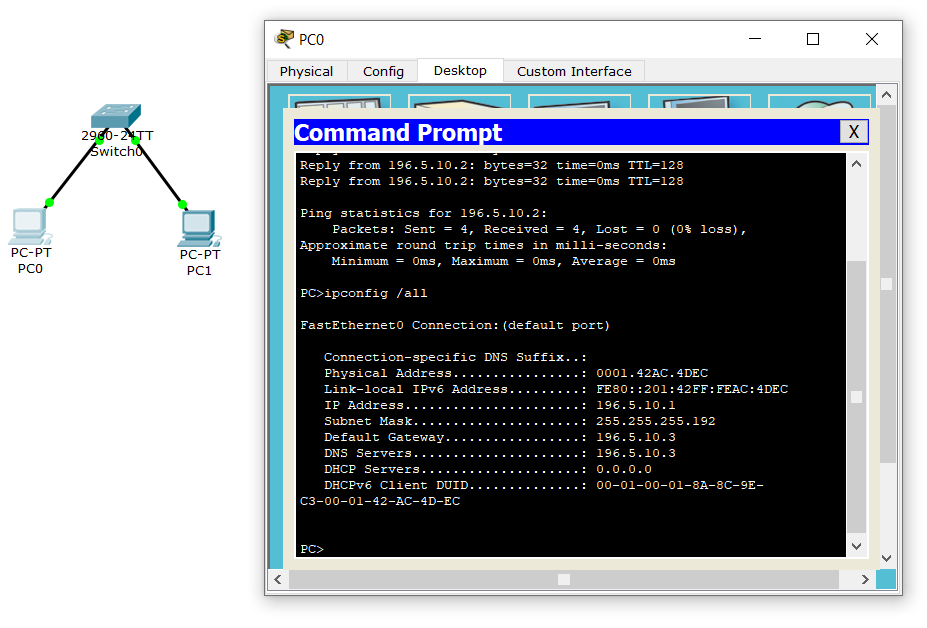 PC0
Physical
Config
Desktop
Custom Interface
2960-24TT
Switch0
PC-PT
PC0
PC-PT
PC1
Command Prompt
X
Reply from 196.5.10.2: bytes=32 time=0ms TTL=128
Reply from 196.5.10.2: bytes=32 time=0ms TTL=128
Ping statistics for 196.5.10.2:
Packets: Sent = 4, Received = 4, Lost = 0 (0% loss),
Approximate round trip times in milli-seconds:
Minimum = 0ms, Maximum = 0ms, Average = 0ms
PC>ipconfig /all
FastEthernet0 Connection:(default port)
Connection-specific DNS Suffix..:
Physical Address................: 0001.42AC.4DEC
Link-local IPv6 Address.........: FE80::201:42FF:FEAC:4DEC
IP Address......................: 196.5.10.1
Subnet Mask.....................: 255.255.255.192
Default Gateway.................: 196.5.10.3
DNS Servers.....................: 196.5.10.3
DHCP Servers....................: 0.0.0.0
DHCPv6 Client DUID..............: 00-01-00-01-8A-8C-9E-
C3-00-01-42-AC-4D-EC
PC>